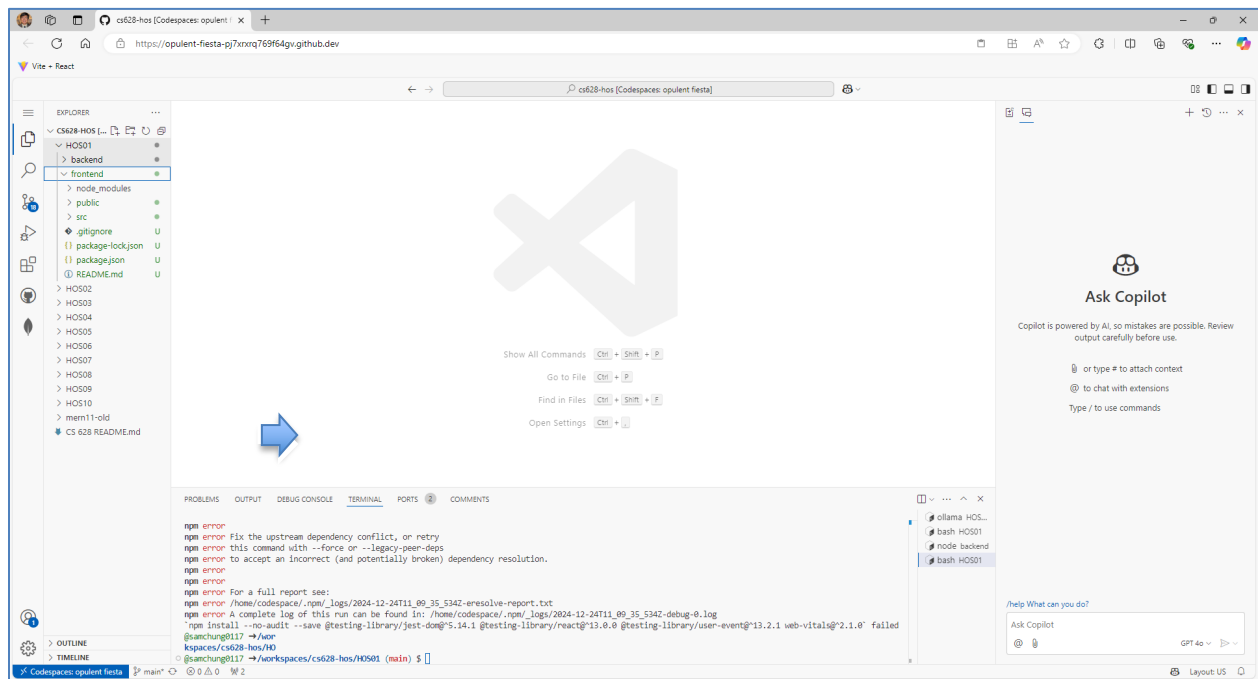 cs628-hos [Codespaces: opulent f
https://opulent-fiesta-pj7xrxrq769f64gv.github.dev
Vite + React
cs628-hos [Codespaces: opulent fiesta]
EXPLORER
CS628-HOS [...
HOS01
backend
frontend
node_modules
public
src
.gitignore U
package-lock.json U
package.json U
README.md U
HOS02
HOS03
HOS04
HOS05
HOS06
HOS07
HOS08
HOS09
HOS10
mern11-old
CS 628 README.md
OUTLINE
TIMELINE
18
1
Show All Commands Ctrl + Shift + P
Go to File Ctrl + P
Find in Files Ctrl + Shift + F
Open Settings Ctrl + ,
PROBLEMS OUTPUT DEBUG CONSOLE TERMINAL PORTS 2 COMMENTS
npm error
npm error Fix the upstream dependency conflict, or retry
npm error this command with --force or --legacy-peer-deps
npm error to accept an incorrect (and potentially broken) dependency resolution.
npm error
npm error
npm error For a full report see:
npm error /home/codespace/.npm/_logs/2024-12-24T11_09_35_534Z-eresolve-report.txt
npm error A complete log of this run can be found in: /home/codespace/.npm/_logs/2024-12-24T11_09_35_534Z-debug-0.log
`npm install --no-audit --save @testing-library/jest-dom@^5.14.1 @testing-library/react@^13.0.0 @testing-library/user-event@^13.2.1 web-vitals@^2.1.0` failed
@samchung0117 ➜/wor
kspaces/cs628-hos/HO
@samchung0117 ➜/workspaces/cs628-hos/HOS01 (main) $
ollama HOS...
bash HOS01
node backend
bash HOS01
Ask Copilot
Copilot is powered by AI, so mistakes are possible. Review
output carefully before use.
or type # to attach context
@ to chat with extensions
Type / to use commands
/help What can you do?
Ask Copilot
@ GPT 4o
Codespaces: opulent fiesta main* 0 0 2 Layout: US